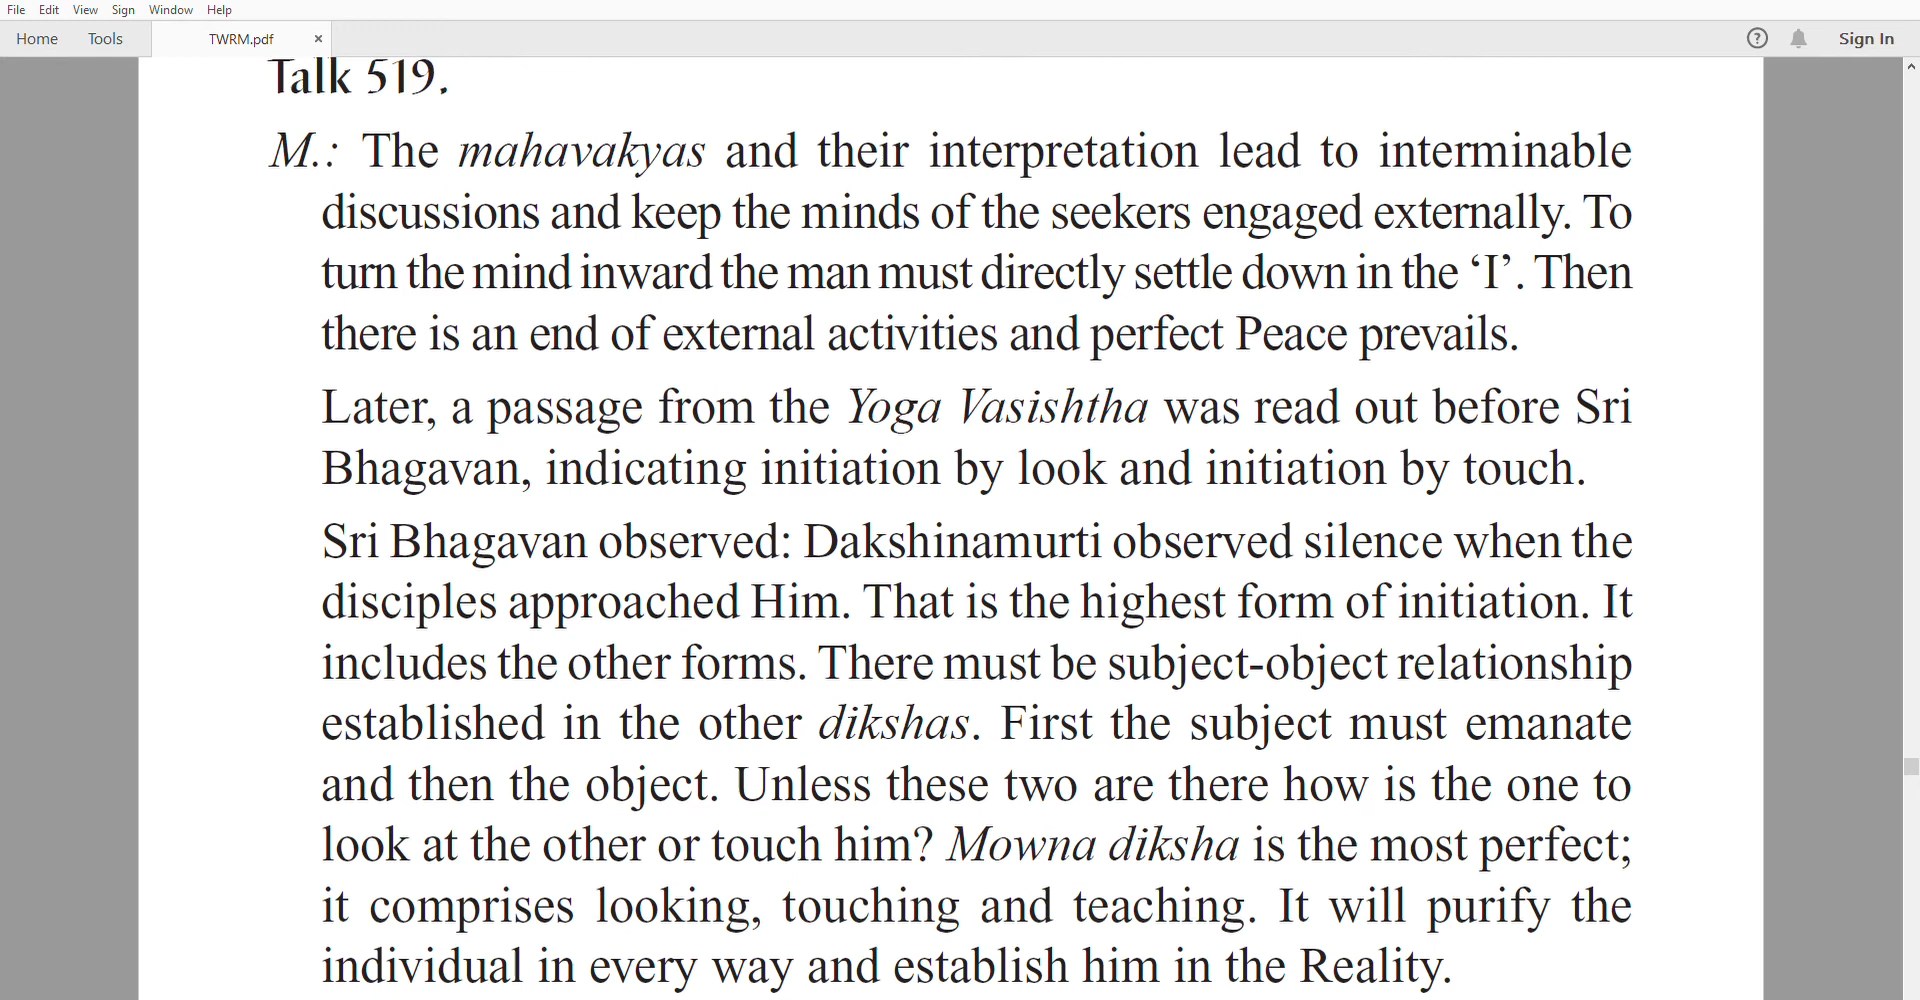 File Edit View Sign Window Help
Home Tools TWRM.pdf × ? Sign In
Talk 519.
M.: The mahavakyas and their interpretation lead to interminable
discussions and keep the minds of the seekers engaged externally. To
turn the mind inward the man must directly settle down in the ‘I’. Then
there is an end of external activities and perfect Peace prevails.
Later, a passage from the Yoga Vasishtha was read out before Sri
Bhagavan, indicating initiation by look and initiation by touch.
Sri Bhagavan observed: Dakshinamurti observed silence when the
disciples approached Him. That is the highest form of initiation. It
includes the other forms. There must be subject-object relationship
established in the other dikshas. First the subject must emanate
and then the object. Unless these two are there how is the one to
look at the other or touch him? Mowna diksha is the most perfect;
it comprises looking, touching and teaching. It will purify the
individual in every way and establish him in the Reality.